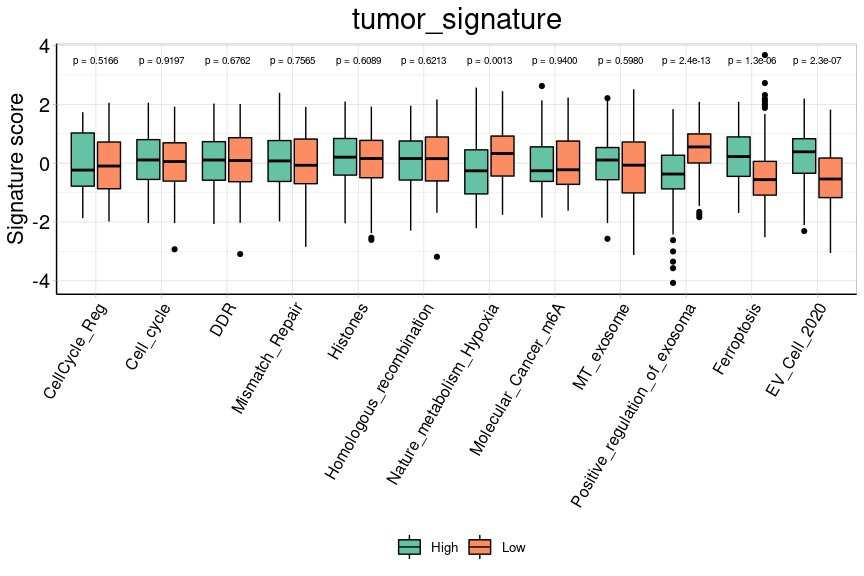 tumor_signature
4
2
0
-2
-4
Signature score
p = 0.5166 p = 0.9197 p = 0.6762 p = 0.7565 p = 0.6089 p = 0.6213 p = 0.0013 p = 0.9400 p = 0.5980 p = 2.4e-13 p = 1.3e-06 p = 2.3e-07
CellCycle_Reg
Cell_cycle
DDR
Mismatch_Repair
Histones
Homologous_recombination
Nature_metabolism_Hypoxia
Molecular_Cancer_m6A
MT_exosome
Positive_regulation_of_exosoma
Ferroptosis
EV_Cell_2020
High Low